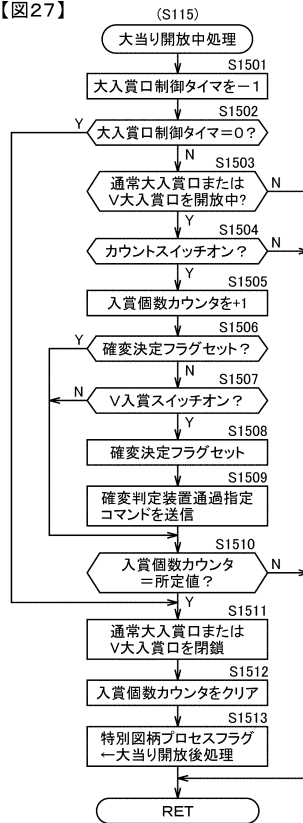 【図27】
(S115)
大当り開放中処理
S1501
大入賞口制御タイマを－1
S1502
Y
大入賞口制御タイマ＝0？
N
S1503
通常大入賞口または
V大入賞口を開放中?
N
Y
S1504
カウントスイッチオン？
N
Y
S1505
入賞個数カウンタを+1
S1506
Y
確変決定フラグセット？
N
S1507
N
V入賞スイッチオン？
Y
S1508
確変決定フラグセット
S1509
確変判定装置通過指定
コマンドを送信
S1510
入賞個数カウンタ
＝所定値？
N
Y
S1511
通常大入賞口または
V大入賞口を閉鎖
S1512
入賞個数カウンタをクリア
S1513
特別図柄プロセスフラグ
←大当り開放後処理
RET